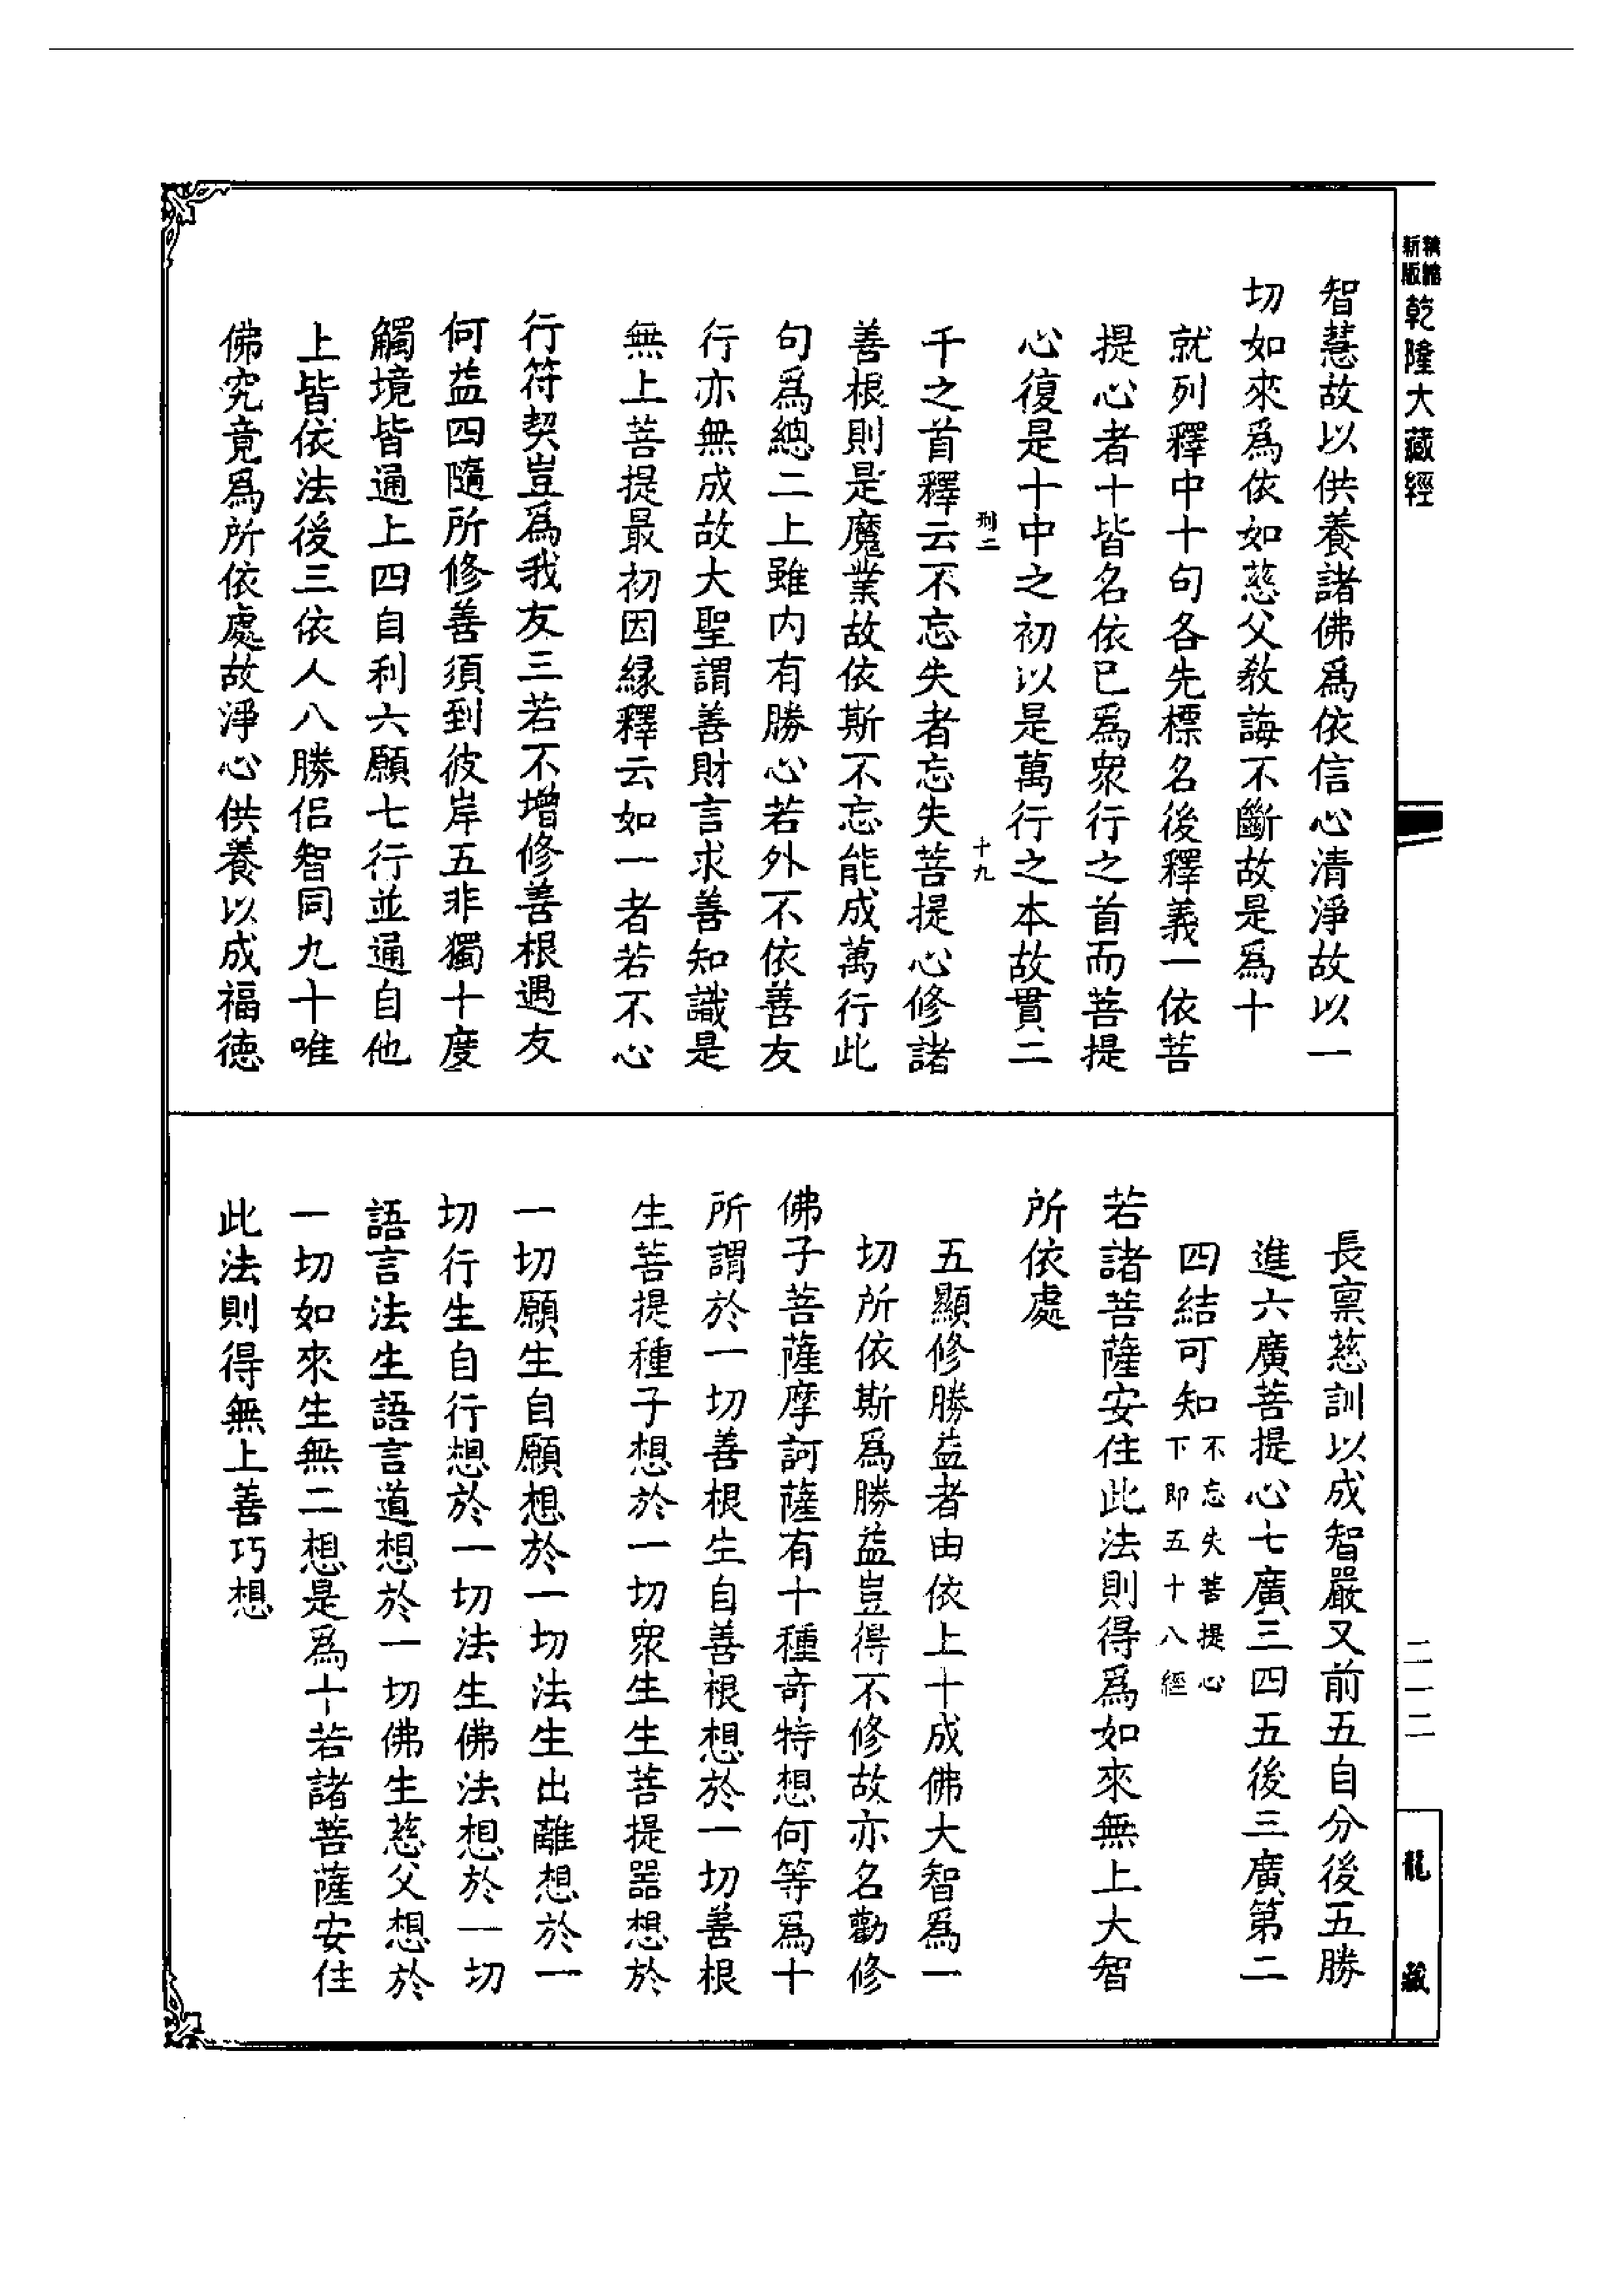 新版
精縮
乾隆大藏經
智慧故以供養諸佛爲依信心清淨故以一
切如來爲依如慈父教誨不斷故是爲十
就列釋中十句各先標名後釋義一依菩
提心者十皆名依已爲衆行之首而菩提
心復是十中之初以是萬行之本故貫二
刑二
十九
千之首釋云不忘失者忘失菩提心修諸
善根則是魔業故依斯不忘能成萬行此
句爲總二上雖内有勝心若外不依善友
行亦無成故大聖謂善財言求善知識是
無上菩提最初因緣釋云如一者若不心
行符契豈爲我友三若不增修善根遇友
何益四隨所修善須到彼岸五非獨十度
觸境皆通上四自利六願七行並通自他
上皆依法後三依人八勝侣智同九十唯
佛究竟爲所依處故淨心供養以成福德
長禀慈訓以成智嚴又前五自分後五勝
進六廣菩提心七廣三四五後三廣第二
四結可知不忘失菩提心
下即五十八經
若諸菩薩安住此法則得爲如來無上大智
所依處
五顯修勝益者由依上十成佛大智爲一
切所依斯爲勝益豈得不修故亦名勸修
佛子菩薩摩訶薩有十種奇特想何等爲十
所謂於一切善根生自善根想於一切善根
生菩提種子想於一切衆生生菩提器想於
一切願生自願想於一切法生出離想於一
切行生自行想於一切法生佛法想於一切
語言法生語言道想於一切佛生慈父想於
一切如來生無二想是爲十若諸菩薩安住
此法則得無上善巧想
二一二
龍藏